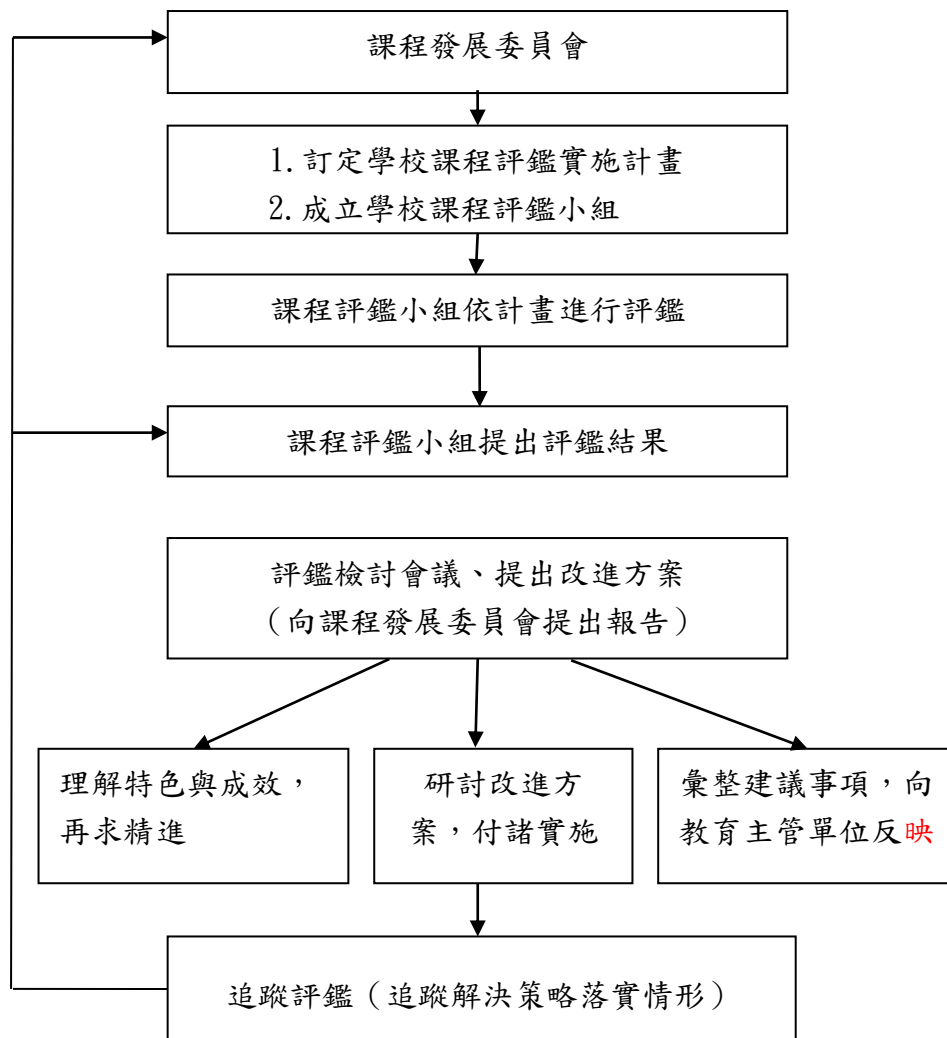 課程發展委員會
1.訂定學校課程評鑑實施計畫
2.成立學校課程評鑑小組
課程評鑑小組依計畫進行評鑑
課程評鑑小組提出評鑑結果
評鑑檢討會議、提出改進方案
（向課程發展委員會提出報告）
理解特色與成效，
再求精進
研討改進方
案，付諸實施
彙整建議事項，向
教育主管單位反映
追蹤評鑑（追蹤解決策略落實情形）